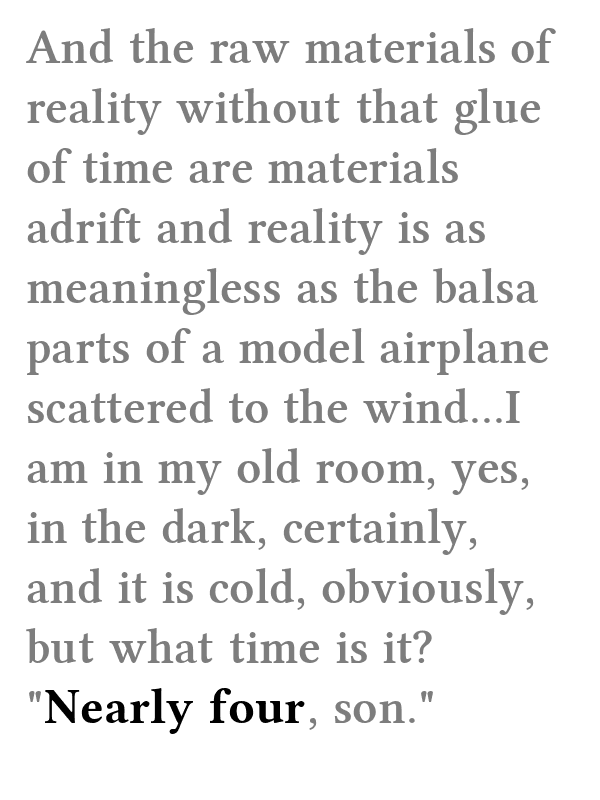 And the raw materials of
reality without that glue
of time are materials
adrift and reality is as
meaningless as the balsa
parts of a model airplane
scattered to the wind...I
am in my old room, yes,
in the dark, certainly,
and it is cold, obviously,
but what time is it?
"Nearly four, son."